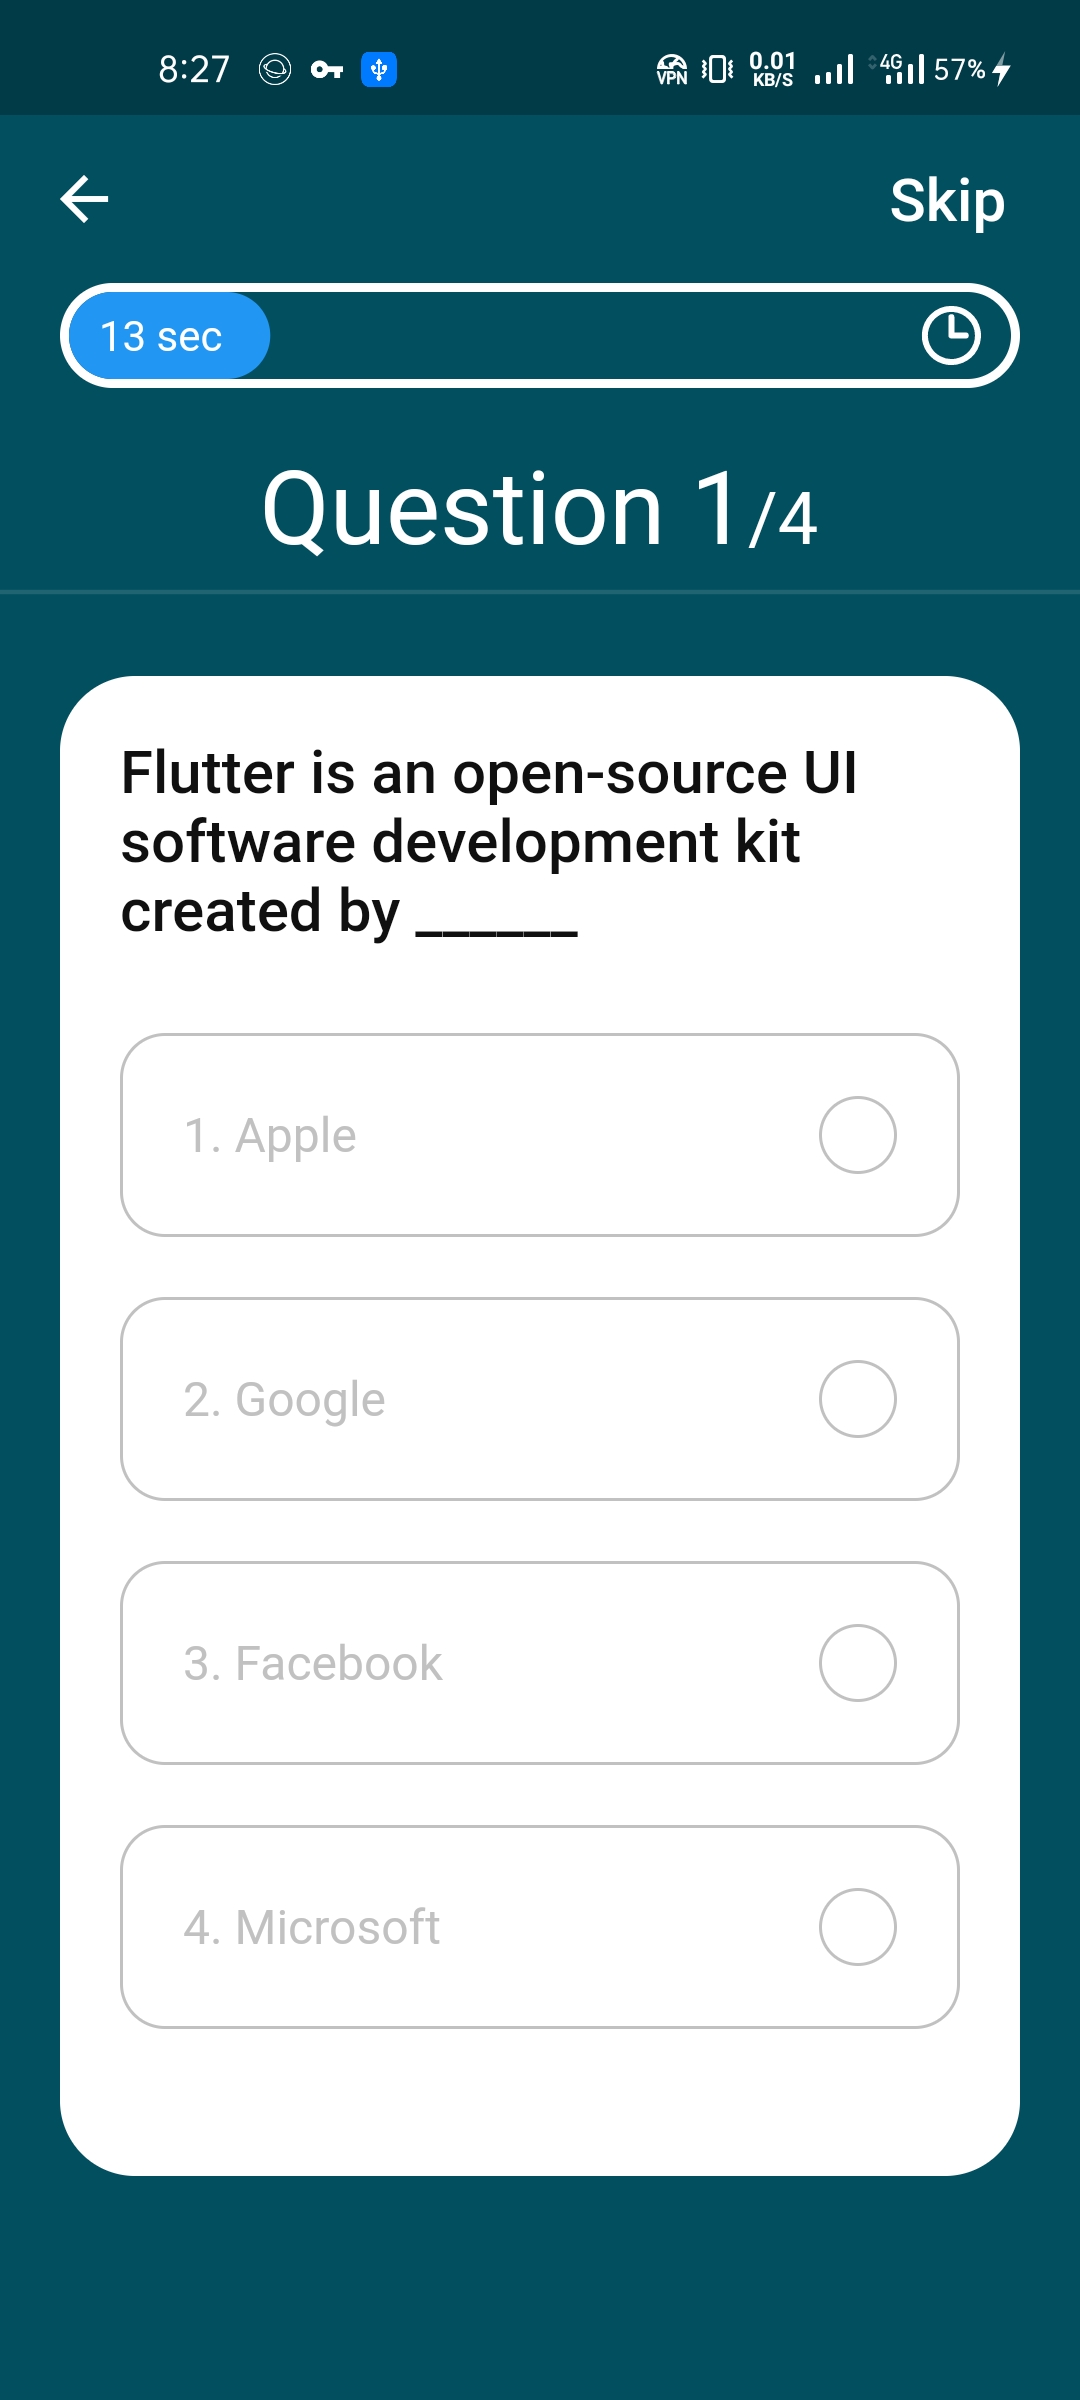 8:27 VPN 0.01 KB/S 4G 57%
Skip
13 sec
Question 1/4
Flutter is an open-source UI
software development kit
created by ______
1. Apple
2. Google
3. Facebook
4. Microsoft